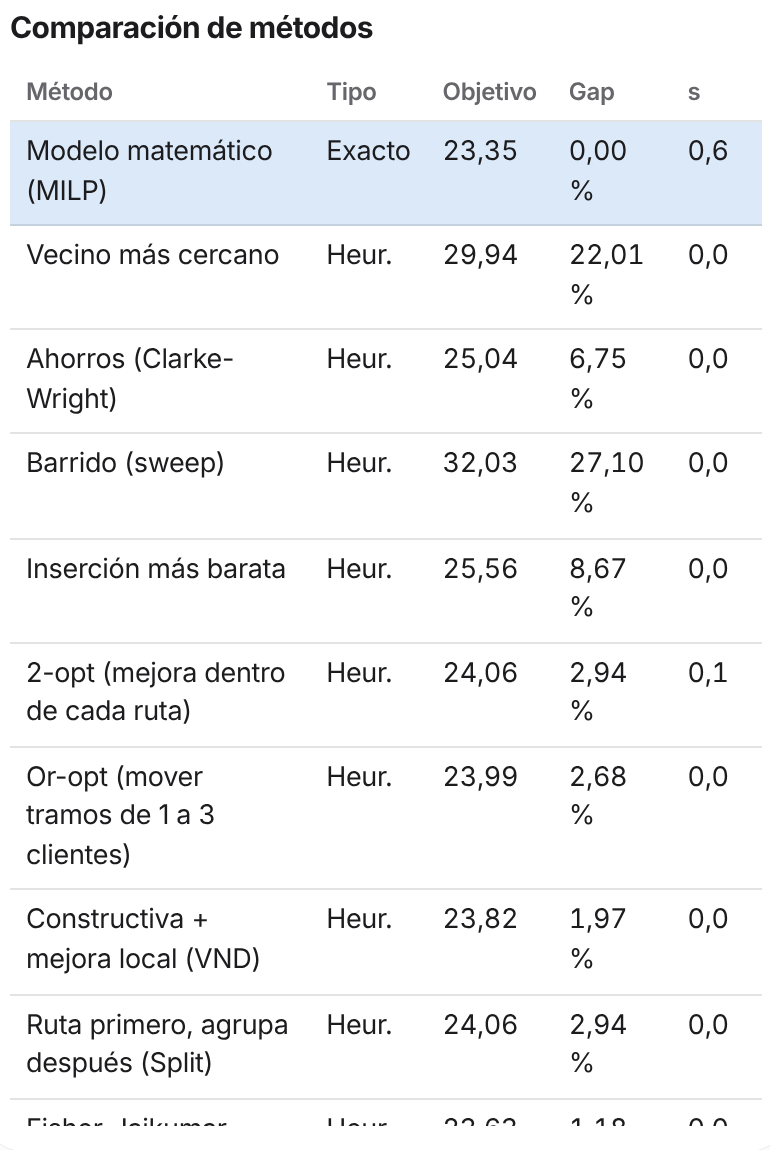 Comparación de métodos
Método Tipo Objetivo Gap s
Modelo matemático Exacto 23,35 0,00 0,6
(MILP) %
Vecino más cercano Heur. 29,94 22,01 0,0
%
Ahorros (Clarke- Heur. 25,04 6,75 0,0
Wright) %
Barrido (sweep) Heur. 32,03 27,10 0,0
%
Inserción más barata Heur. 25,56 8,67 0,0
%
2-opt (mejora dentro Heur. 24,06 2,94 0,1
de cada ruta) %
Or-opt (mover Heur. 23,99 2,68 0,0
tramos de 1 a 3 %
clientes)
Constructiva + Heur. 23,82 1,97 0,0
mejora local (VND) %
Ruta primero, agrupa Heur. 24,06 2,94 0,0
después (Split) %
Heur.